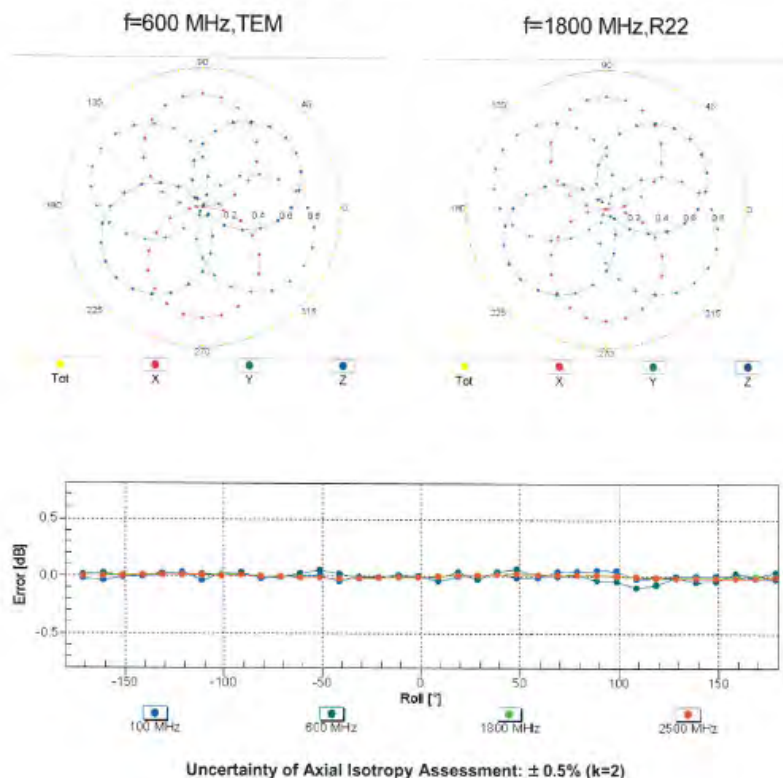 f=600 MHz,TEM
f=1800 MHz,R22
90
135
45
180
0.2 0.4 0.6 0.8
0
225
315
270
Tot X Y Z
90
135
45
180
0.2 0.4 0.6 0.8
0
225
315
270
Tot X Y Z
Error [dB]
0.5
0.0
-0.5
-150 -100 -50 0 50 100 150
Roll [°]
100 MHz 600 MHz 1800 MHz 2500 MHz
Uncertainty of Axial Isotropy Assessment: ± 0.5% (k=2)